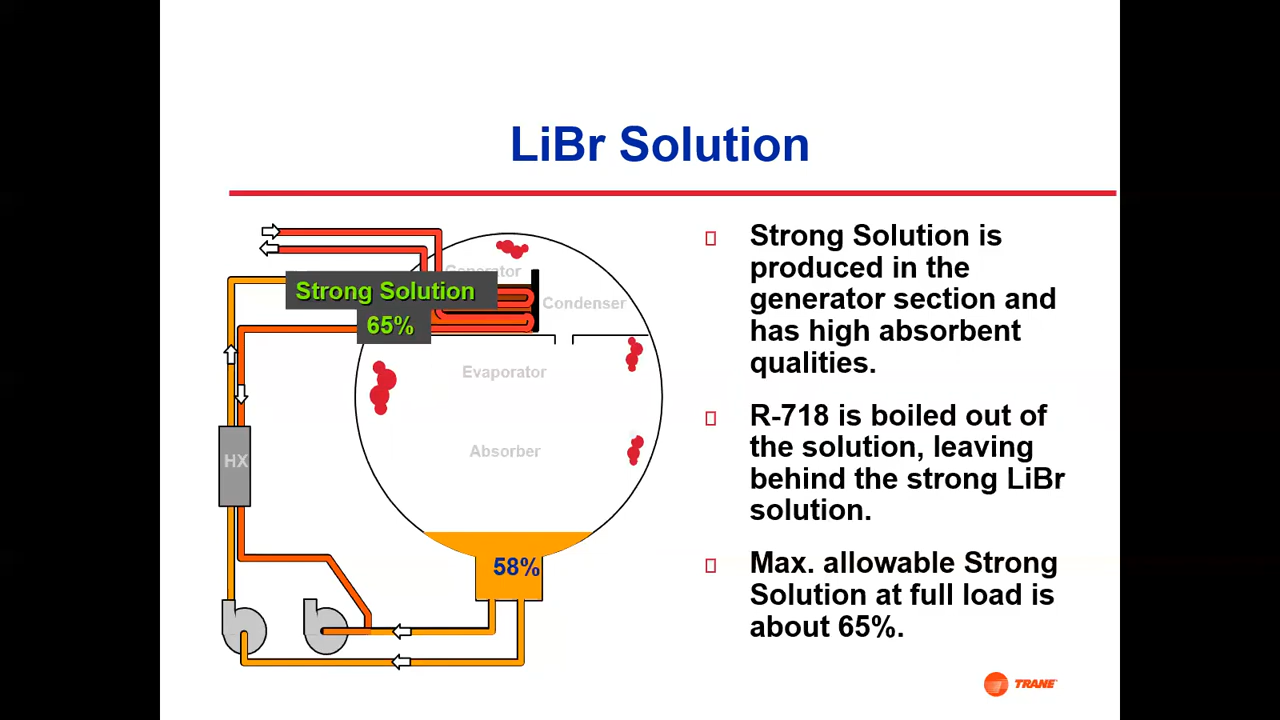 LiBr Solution
Generator
Strong Solution
65%
Condenser
Evaporator
Absorber
HX
58%
Strong Solution is
produced in the
generator section and
has high absorbent
qualities.
R-718 is boiled out of
the solution, leaving
behind the strong LiBr
solution.
Max. allowable Strong
Solution at full load is
about 65%.
TRANE